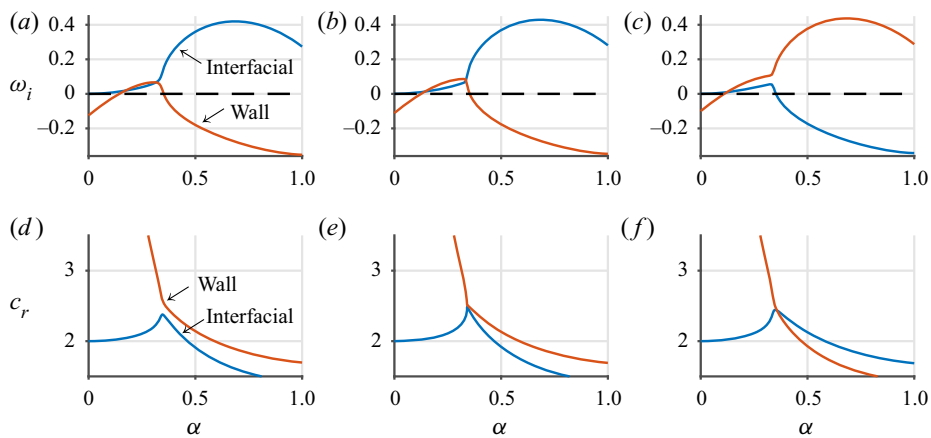 (a) (b) (c)
0.4 0.4 0.4
Interfacial
0.2 0.2 0.2
ω_i 0 0 0
Wall
−0.2 −0.2 −0.2
0 0.5 1.0 0 0.5 1.0 0 0.5 1.0
(d) (e) (f)
3 3 3
Wall
c_r Interfacial
2 2 2
0 0.5 1.0 0 0.5 1.0 0 0.5 1.0
α α α